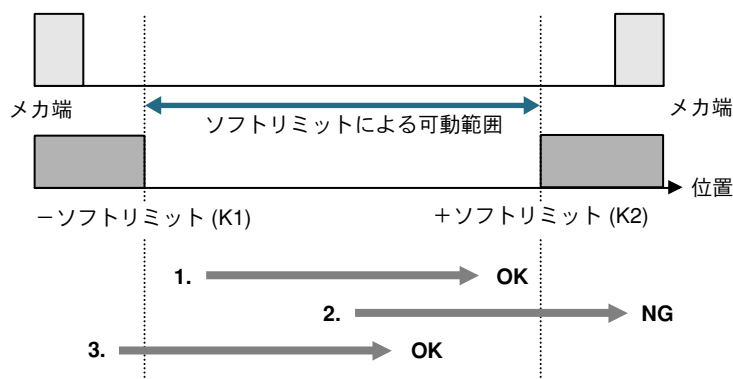 メカ端
メカ端
ソフトリミットによる可動範囲
位置
－ソフトリミット (K1)
＋ソフトリミット (K2)
1.
OK
2.
NG
3.
OK